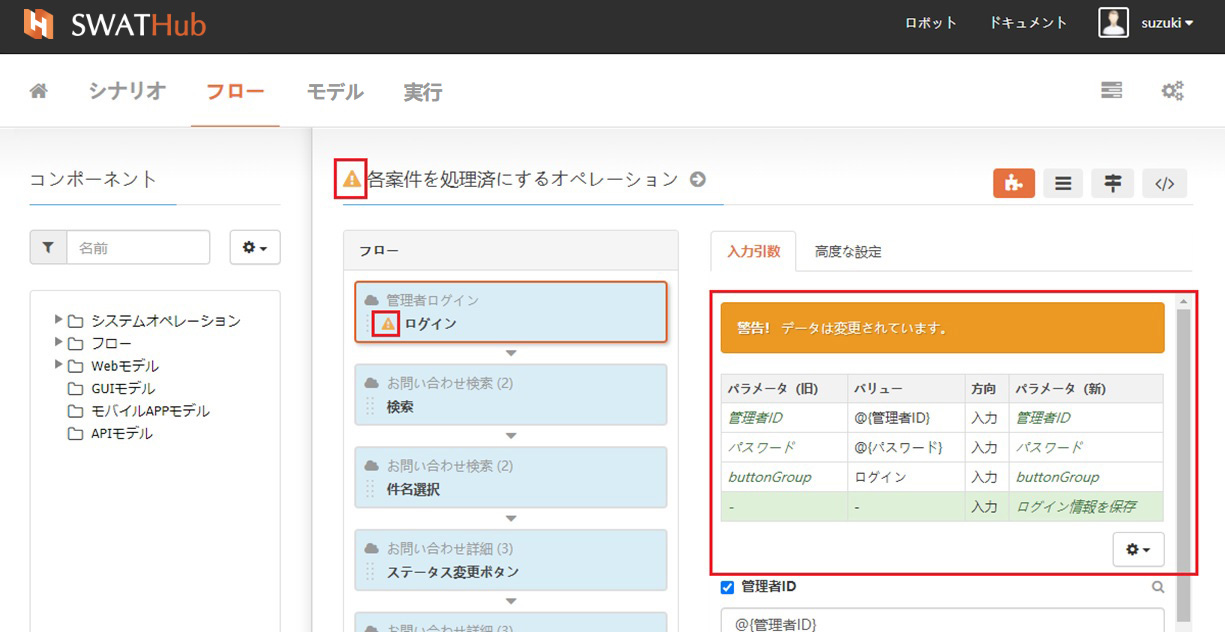 SWATHub
ロボット ドキュメント suzuki
シナリオ フロー モデル 実行
コンポーネント
名前
システムオペレーション
フロー
Webモデル
GUIモデル
モバイルAPPモデル
APIモデル
各案件を処理済にするオペレーション
フロー
管理者ログイン
ログイン
お問い合わせ検索 (2)
検索
お問い合わせ検索 (2)
件名選択
お問い合わせ詳細 (3)
ステータス変更ボタン
お問い合わせ詳細 (3)
入力引数 高度な設定
警告! データは変更されています。
パラメータ（旧） バリュー 方向 パラメータ（新）
管理者ID @{管理者ID} 入力 管理者ID
パスワード @{パスワード} 入力 パスワード
buttonGroup ログイン 入力 buttonGroup
- - 入力 ログイン情報を保存
管理者ID
@{管理者ID}